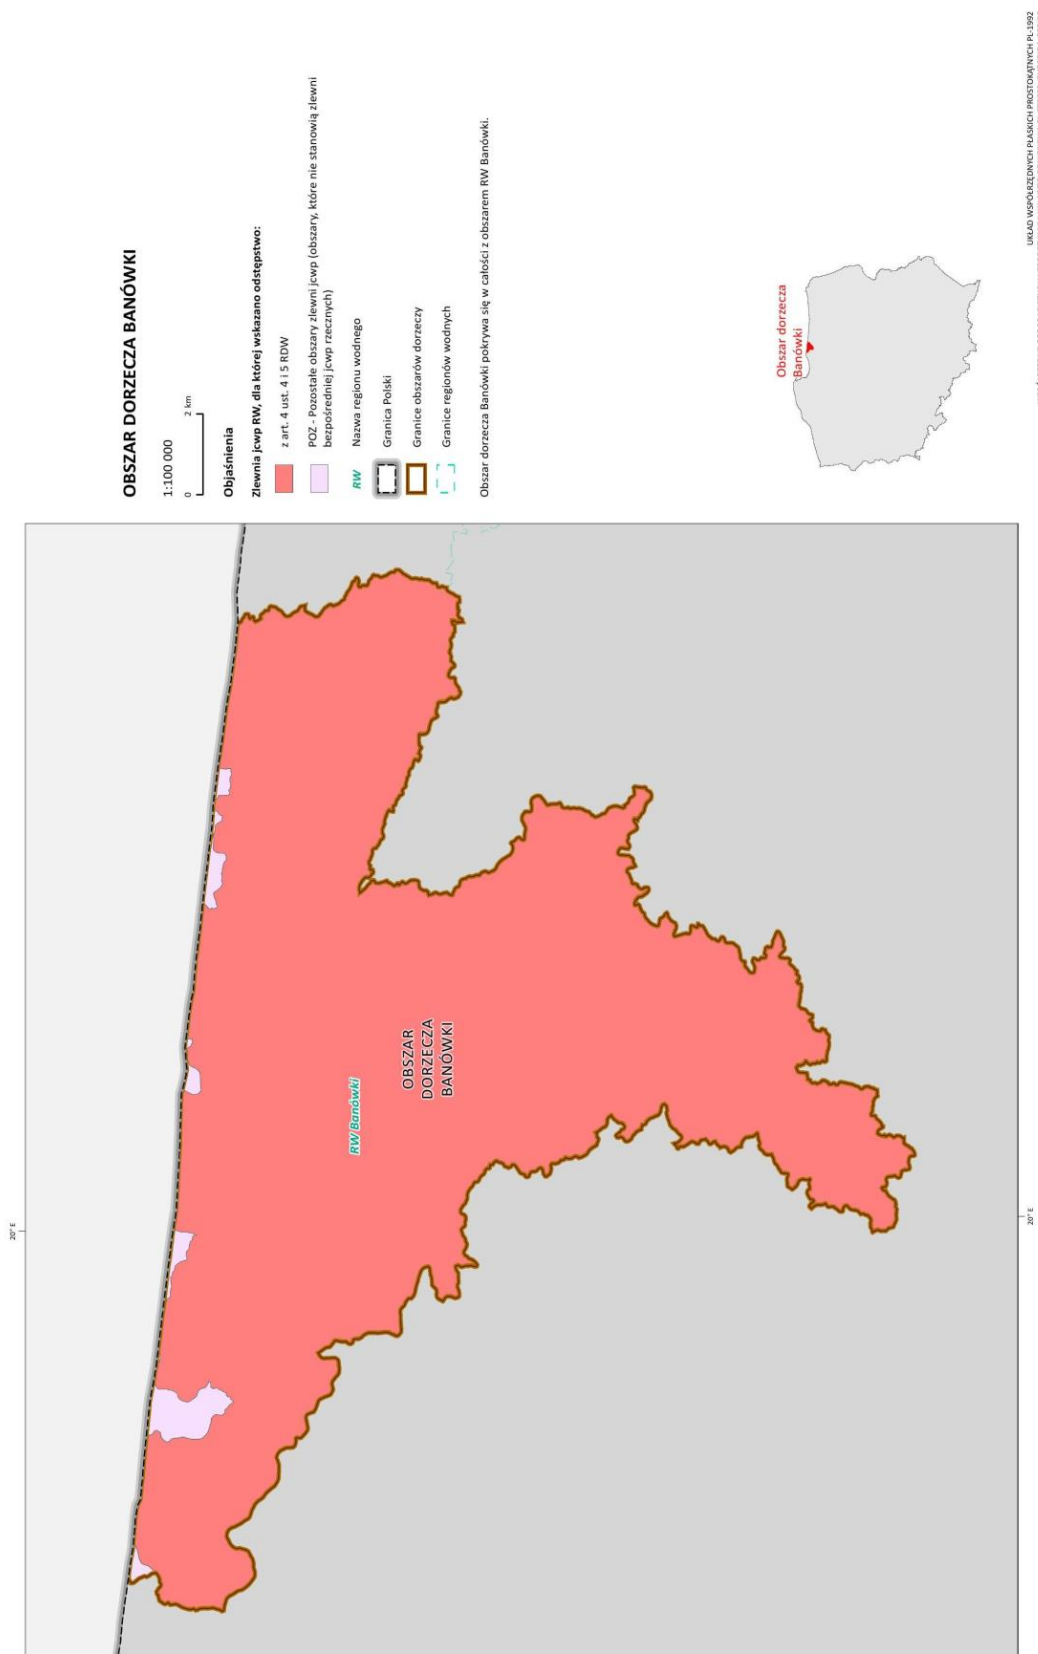 OBSZAR DORZECZA BANÓWKI
1:100 000
0 2 km
Objaśnienia
Zlewnia jcwp RW, dla której wskazano odstępstwo:
z art. 4 ust. 4 i 5 RDW
POZ - Pozostałe obszary zlewni jcwp (obszary, które nie stanowią zlewni
bezpośredniej jcwp rzecznych)
RW Nazwa regionu wodnego
Granica Polski
Granice obszarów dorzeczy
Granice regionów wodnych
Obszar dorzecza Banówki pokrywa się w całości z obszarem RW Banówki.
Obszar dorzecza
Banówki
UKŁAD WSPÓŁRZĘDNYCH PŁASKICH PROSTOKĄTNYCH PL-1992
20° E
RW Banówki
OBSZAR
DORZECZA
BANÓWKI
20° E